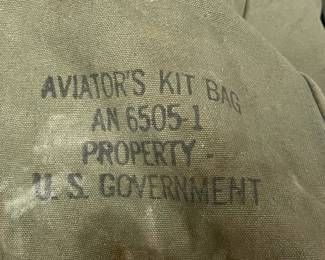 AVIATOR'S KIT BAG
AN 6505-1
PROPERTY -
U. S. GOVERNMENT